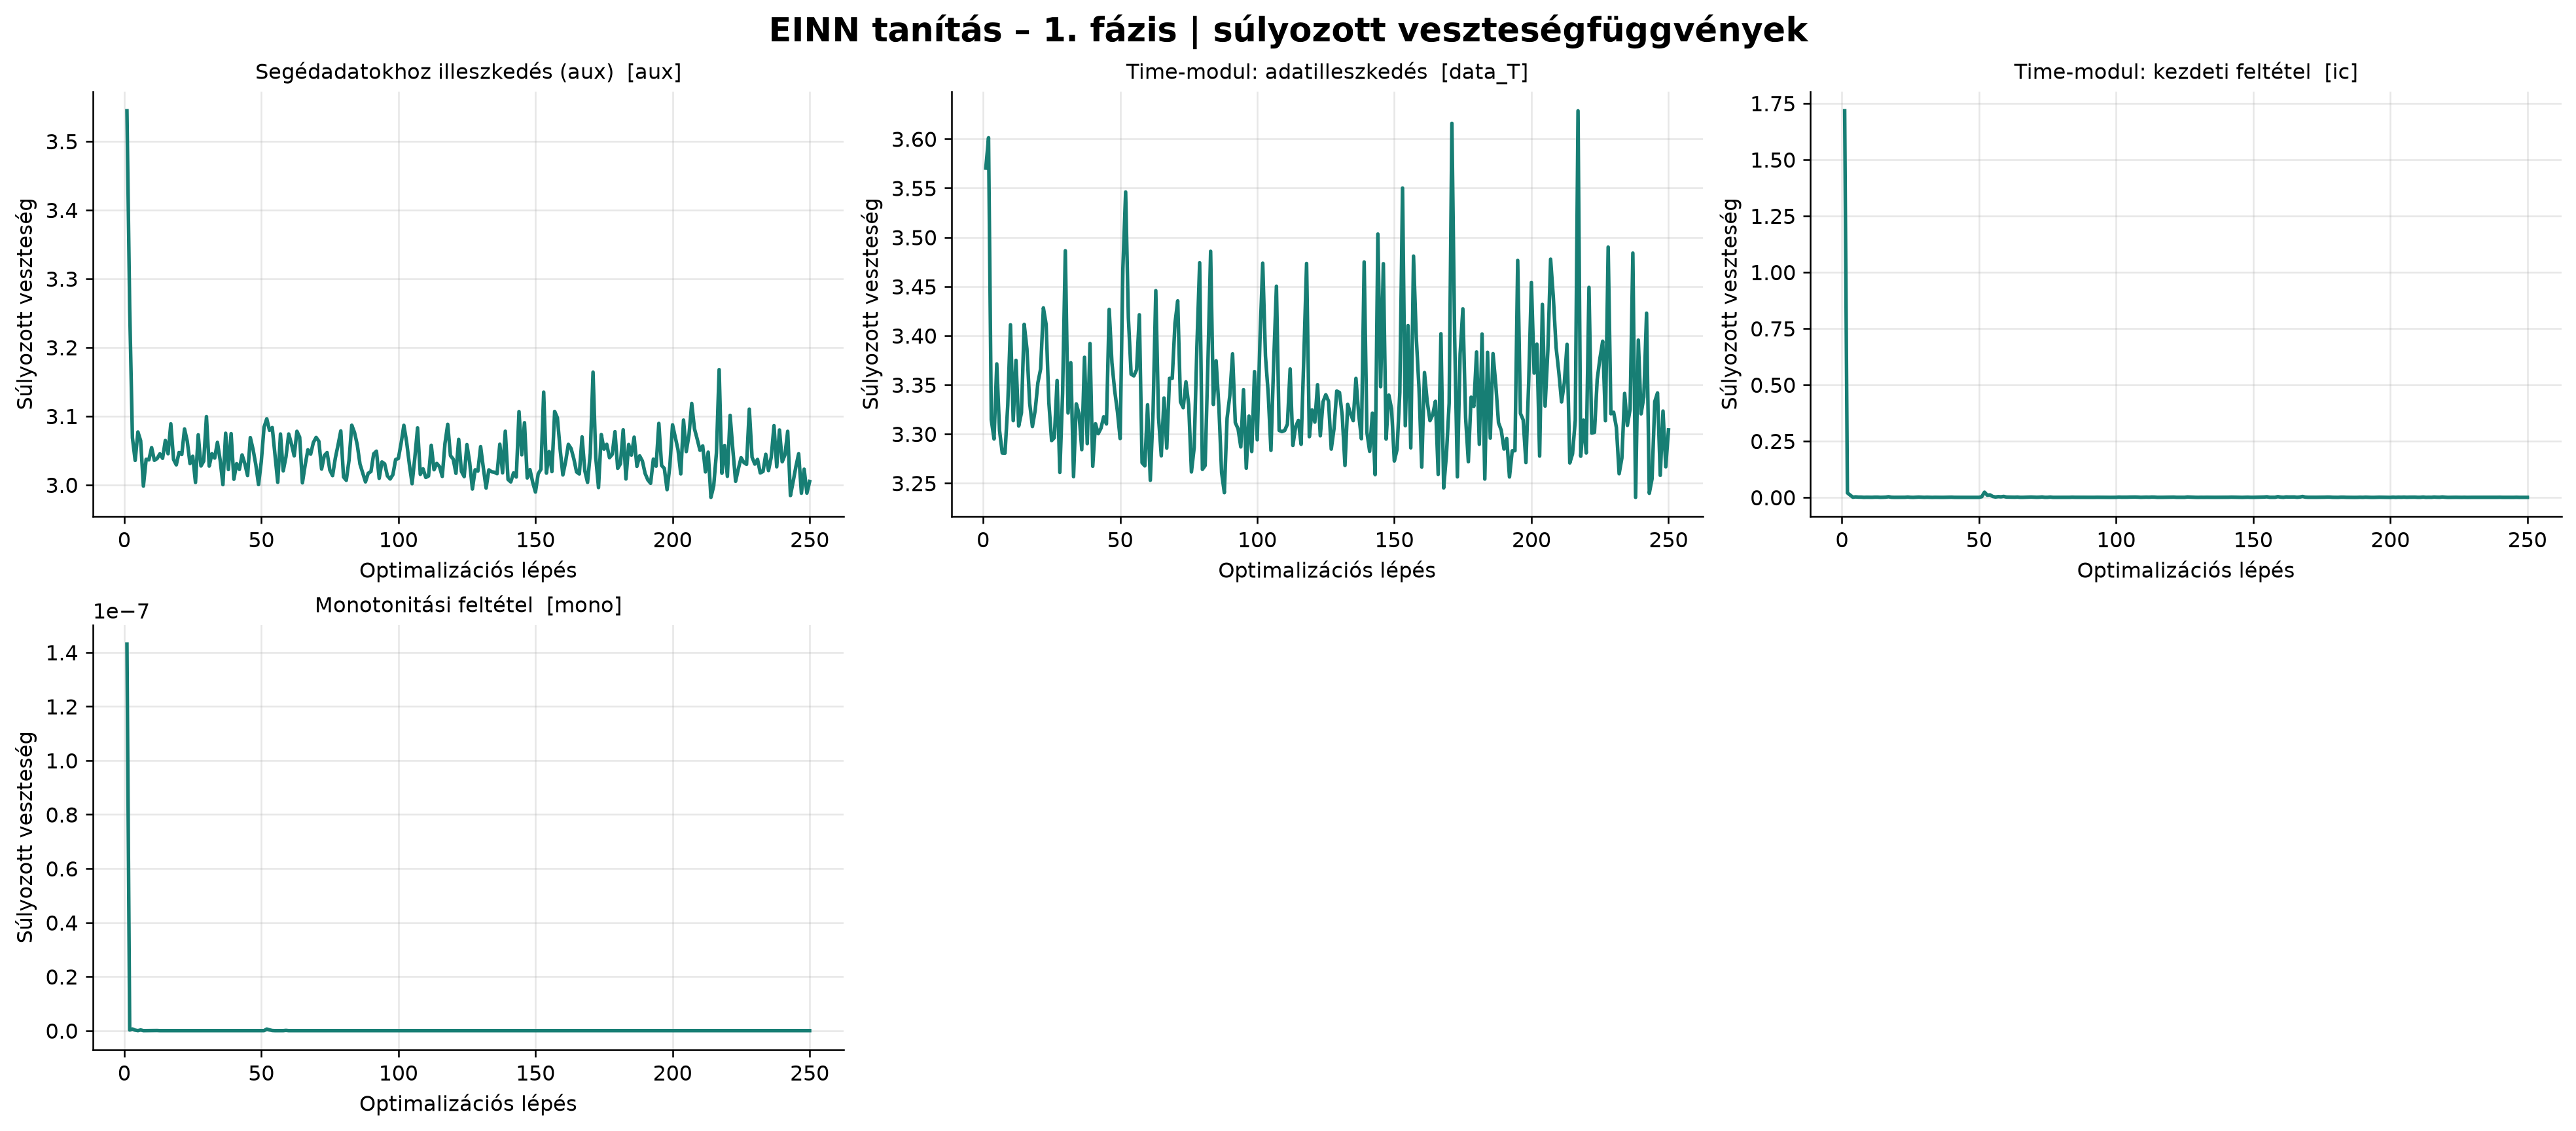 EINN tanítás – 1. fázis | súlyozott veszteségfüggvények
Segédadatokhoz illeszkedés (aux)  [aux]
Súlyozott veszteség
3.5
3.4
3.3
3.2
3.1
3.0
0 50 100 150 200 250
Optimalizációs lépés
Time-modul: adatilleszkedés  [data_T]
Súlyozott veszteség
3.60
3.55
3.50
3.45
3.40
3.35
3.30
3.25
0 50 100 150 200 250
Optimalizációs lépés
Time-modul: kezdeti feltétel  [ic]
Súlyozott veszteség
1.75
1.50
1.25
1.00
0.75
0.50
0.25
0.00
0 50 100 150 200 250
Optimalizációs lépés
Monotonitási feltétel  [mono]
1e−7
Súlyozott veszteség
1.4
1.2
1.0
0.8
0.6
0.4
0.2
0.0
0 50 100 150 200 250
Optimalizációs lépés